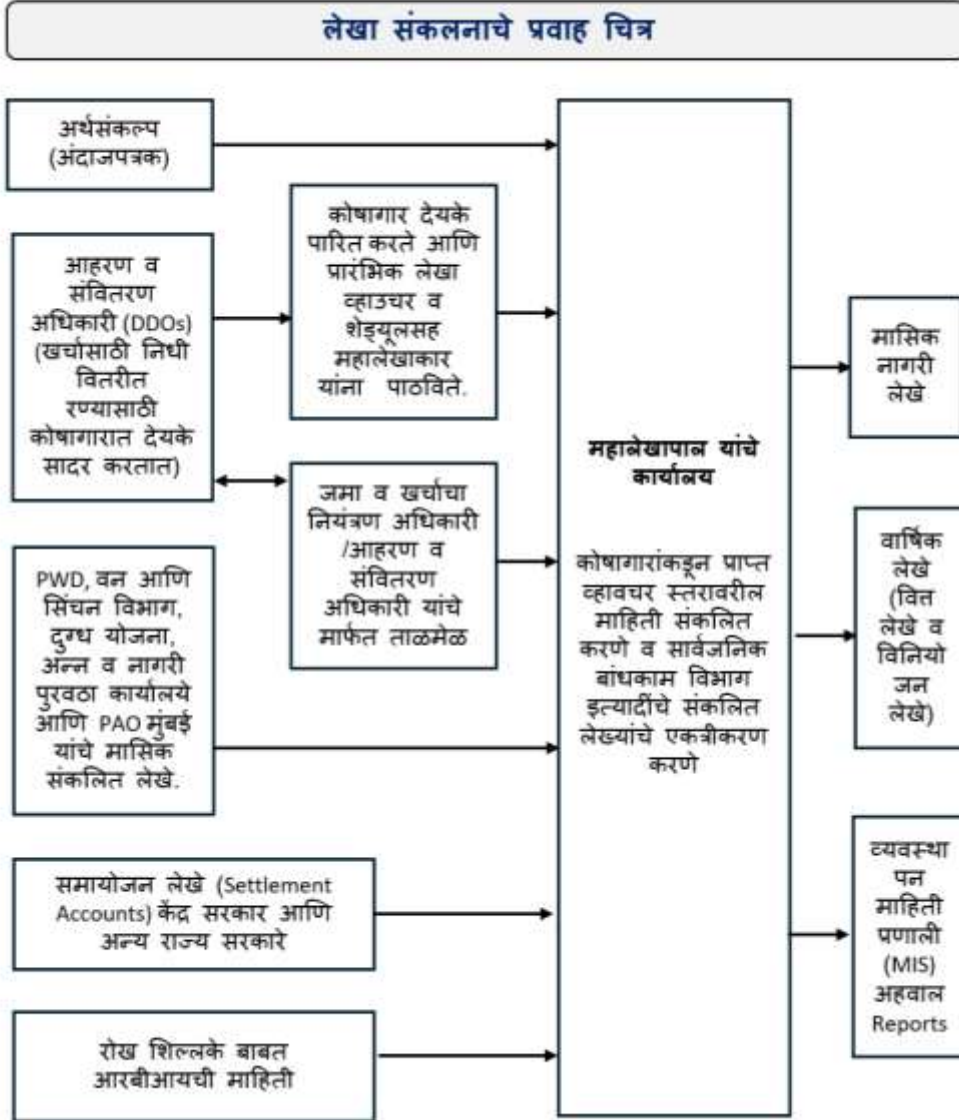 लेखा संकलनाचे प्रवाह चित्र
अर्थसंकल्प
(अंदाजपत्रक)
आहरण व
संवितरण
अधिकारी (DDOs)
(खर्चासाठी निधी
वितरीत
रण्यासाठी
कोषागारात देयके
सादर करतात)
कोषागार देयके
पारित करते आणि
प्रारंभिक लेखा
व्हाउचर व
शेड्यूलसह
महालेखाकार
यांना पाठविते.
जमा व खर्चाचा
नियंत्रण अधिकारी
/आहरण व
संवितरण
अधिकारी यांचे
मार्फत ताळमेळ
PWD, वन आणि
सिंचन विभाग,
दुग्ध योजना,
अन्न व नागरी
पुरवठा कार्यालये
आणि PAO मुंबई
यांचे मासिक
संकलित लेखे.
समायोजन लेखे (Settlement
Accounts) केंद्र सरकार आणि
अन्य राज्य सरकारे
रोख शिल्लके बाबत
आरबीआयची माहिती
महालेखापाल यांचे
कार्यालय
कोषागारांकडून प्राप्त
व्हावचर स्तरावरील
माहिती संकलित
करणे व सार्वजनिक
बांधकाम विभाग
इत्यादींचे संकलित
लेख्यांचे एकत्रीकरण
करणे
मासिक
नागरी
लेखे
वार्षिक
लेखे
(वित्त
लेखे व
विनियो
जन
लेखे)
व्यवस्था
पन
माहिती
प्रणाली
(MIS)
अहवाल
Reports